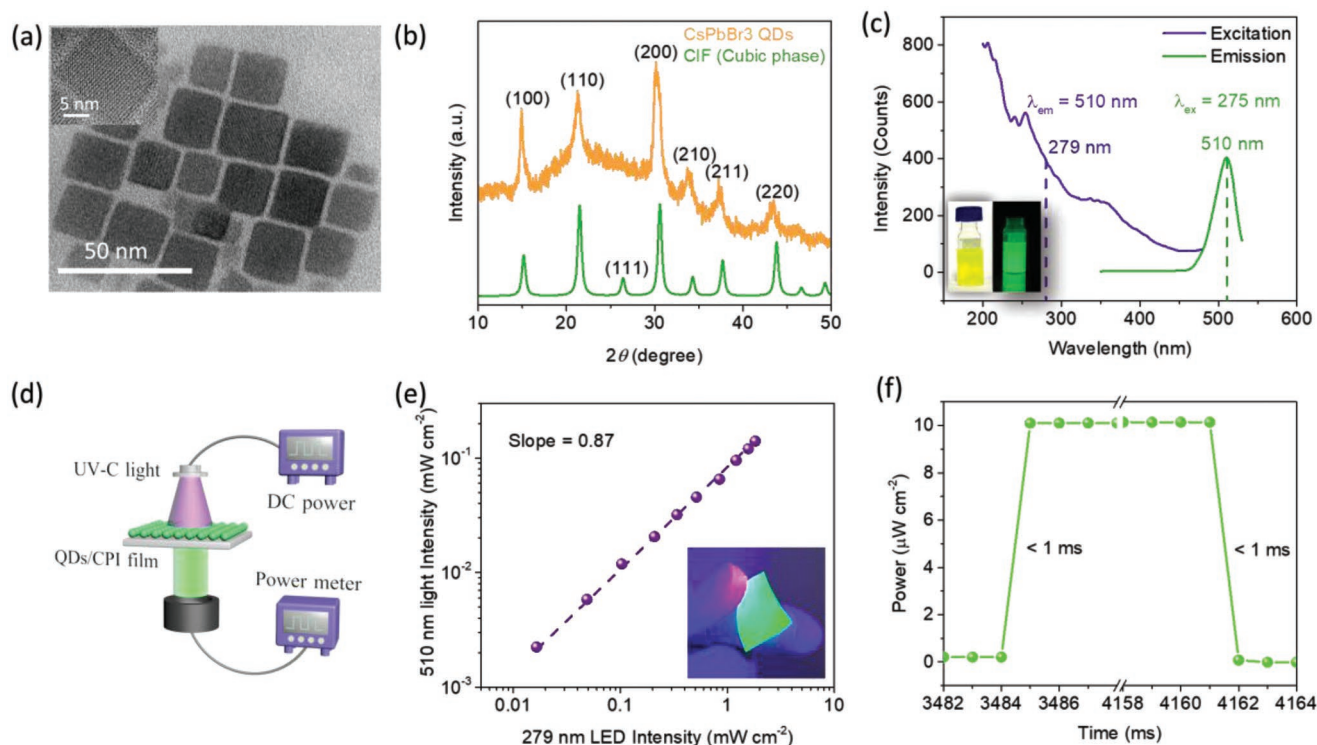 (a)
5 nm
50 nm
(b)
CsPbBr3 QDs
CIF (Cubic phase)
(100)
(110)
(200)
(210)
(211)
(220)
(111)
Intensity (a.u.)
10
20
30
40
50
2θ (degree)
(c)
Excitation
Emission
λem = 510 nm
λex = 275 nm
279 nm
510 nm
Intensity (Counts)
800
600
400
200
0
200
300
400
500
600
Wavelength (nm)
(d)
UV-C light
DC power
QDs/CPI film
Power meter
(e)
Slope = 0.87
510 nm light Intensity (mW cm⁻²)
10⁻¹
10⁻²
10⁻³
0.01
0.1
1
10
279 nm LED Intensity (mW cm⁻²)
(f)
Power (μW cm⁻²)
10
8
6
4
2
0
< 1 ms
< 1 ms
3482
3484
3486
4158
4160
4162
4164
Time (ms)